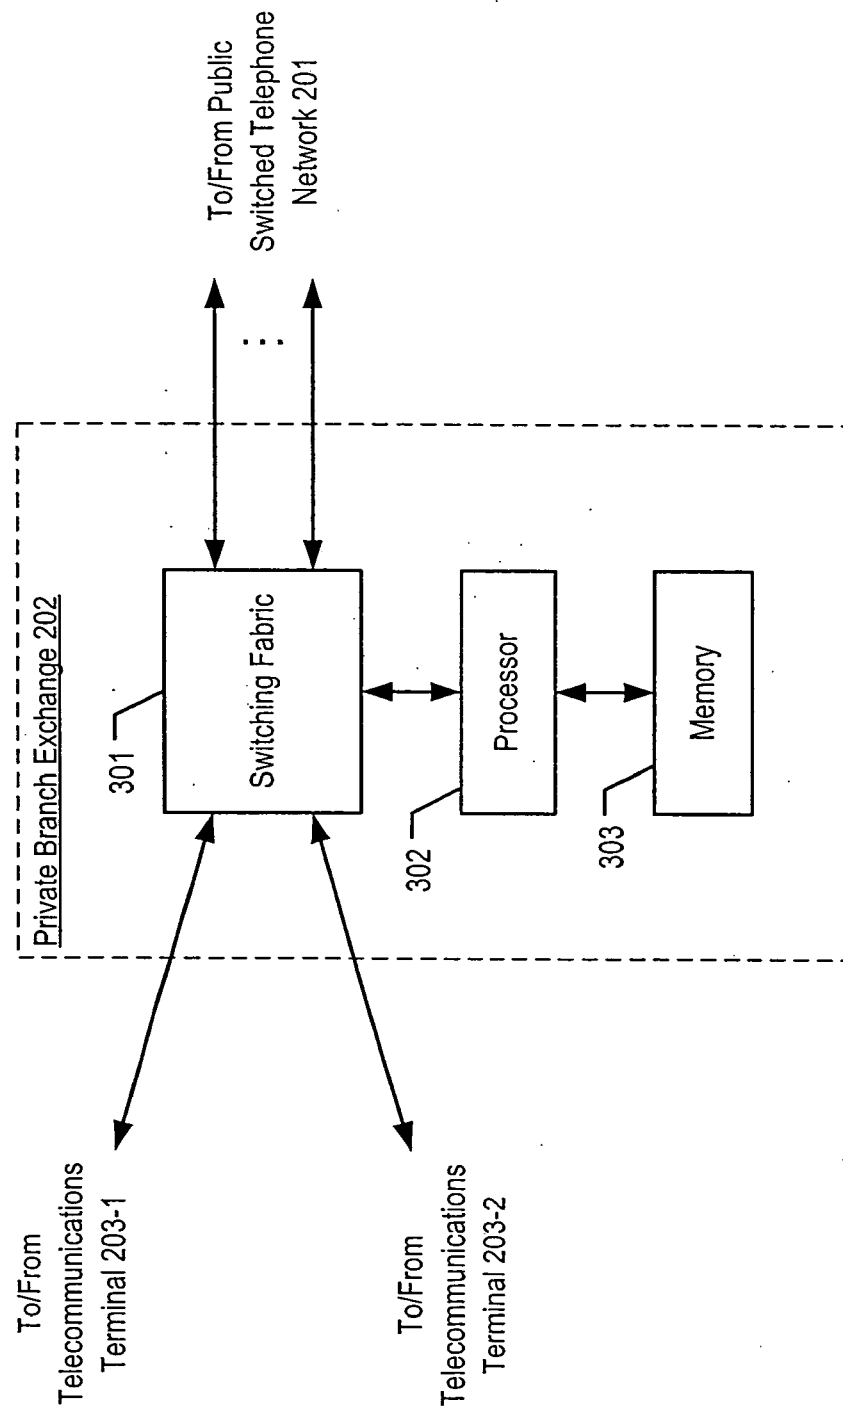 Private Branch Exchange 202
To/From
Telecommunications
Terminal 203-1
To/From
Telecommunications
Terminal 203-2
301
Switching Fabric
To/From Public
Switched Telephone
Network 201
...
302
Processor
303
Memory